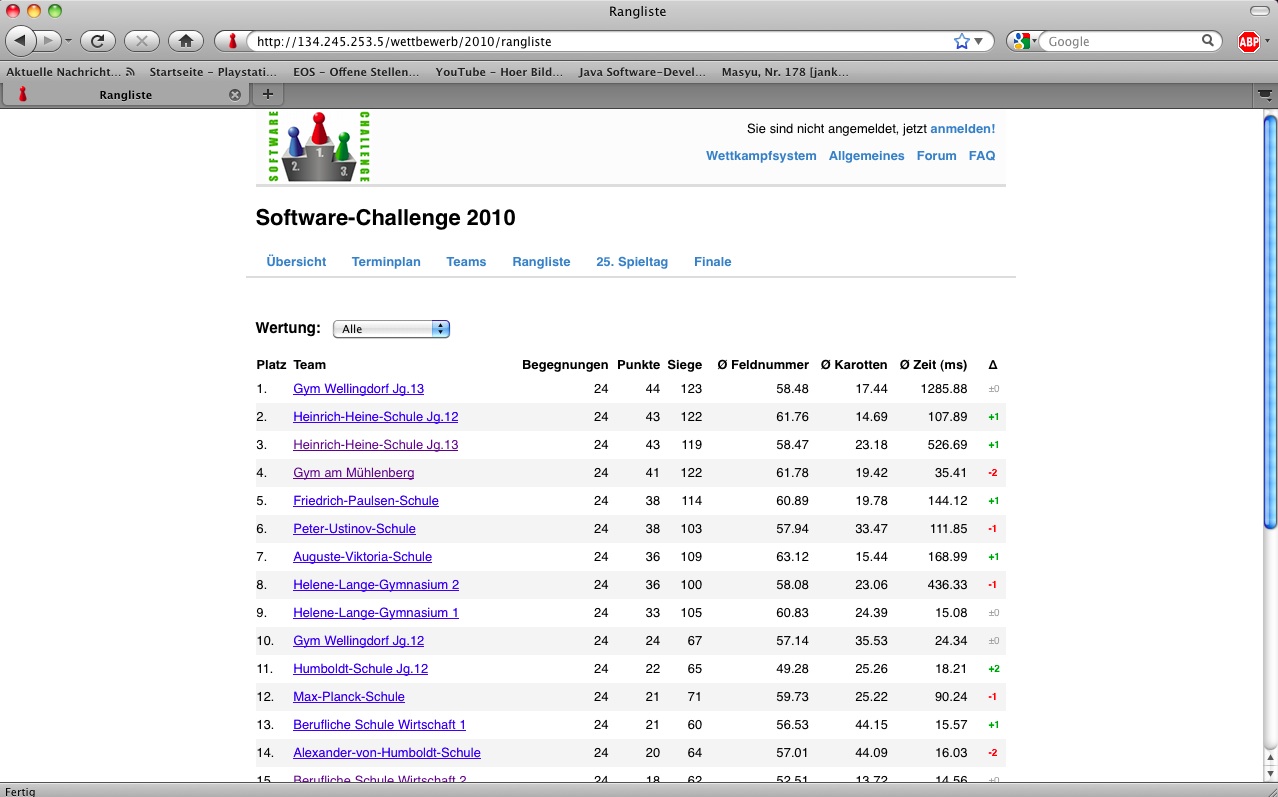 Rangliste
http://134.245.253.5/wettbewerb/2010/rangliste
Google
ABP
Aktuelle Nachricht... Startseite – Playstati... EOS – Offene Stellen... YouTube – Hoer Bild... Java Software-Devel... Masyu, Nr. 178 [jank...
Rangliste
SOFTWARE CHALLENGE
1. 2. 3.
Sie sind nicht angemeldet, jetzt anmelden!
Wettkampfsystem Allgemeines Forum FAQ
Software-Challenge 2010
Übersicht Terminplan Teams Rangliste 25. Spieltag Finale
Wertung: Alle
Platz Team Begegnungen Punkte Siege Ø Feldnummer Ø Karotten Ø Zeit (ms) Δ
1. Gym Wellingdorf Jg.13 24 44 123 58.48 17.44 1285.88 ±0
2. Heinrich-Heine-Schule Jg.12 24 43 122 61.76 14.69 107.89 +1
3. Heinrich-Heine-Schule Jg.13 24 43 119 58.47 23.18 526.69 +1
4. Gym am Mühlenberg 24 41 122 61.78 19.42 35.41 -2
5. Friedrich-Paulsen-Schule 24 38 114 60.89 19.78 144.12 +1
6. Peter-Ustinov-Schule 24 38 103 57.94 33.47 111.85 -1
7. Auguste-Viktoria-Schule 24 36 109 63.12 15.44 168.99 +1
8. Helene-Lange-Gymnasium 2 24 36 100 58.08 23.06 436.33 -1
9. Helene-Lange-Gymnasium 1 24 33 105 60.83 24.39 15.08 ±0
10. Gym Wellingdorf Jg.12 24 24 67 57.14 35.53 24.34 ±0
11. Humboldt-Schule Jg.12 24 22 65 49.28 25.26 18.21 +2
12. Max-Planck-Schule 24 21 71 59.73 25.22 90.24 -1
13. Berufliche Schule Wirtschaft 1 24 21 60 56.53 44.15 15.57 +1
14. Alexander-von-Humboldt-Schule 24 20 64 57.01 44.09 16.03 -2
15. Berufliche Schule Wirtschaft 2 24 18 62 52.51 13.72 14.56 ±0
Fertig